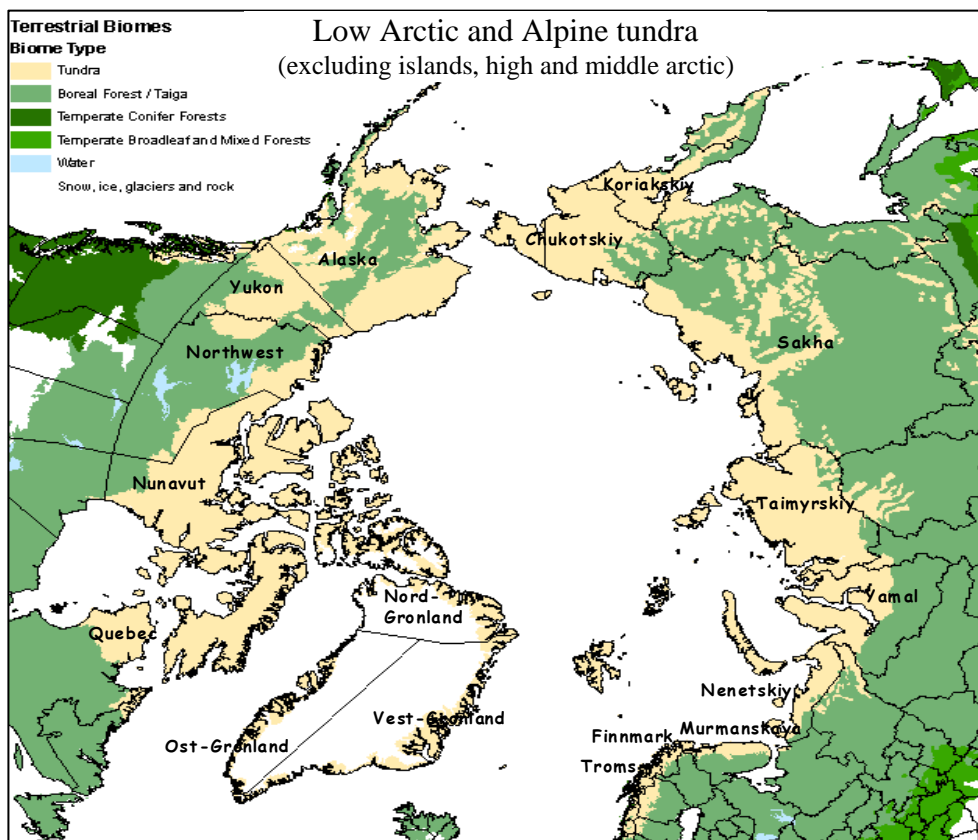 Terrestrial Biomes
Biome Type
Tundra
Boreal Forest / Taiga
Temperate Conifer Forests
Temperate Broadleaf and Mixed Forests
Water
Snow, ice, glaciers and rock
Low Arctic and Alpine tundra
(excluding islands, high and middle arctic)
Koriakskiy
Chukotskiy
Alaska
Yukon
Northwest
Sakha
Nunavut
Taimyrskiy
Nord-
Gronland
Yamal
Quebec
Nenetskiy
Vest-Gronland
Murmanskaya
Finnmark
Ost-Gronland
Troms